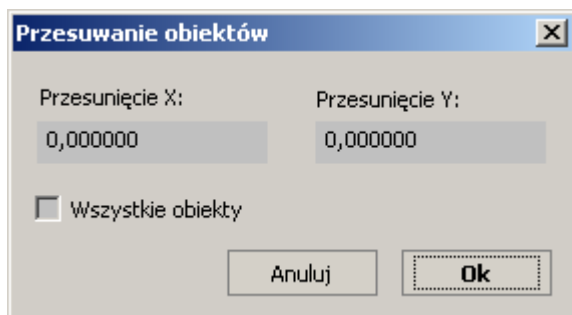 Przesuwanie obiektów
Przesunięcie X: Przesunięcie Y:
0,000000 0,000000
Wszystkie obiekty
Anuluj Ok